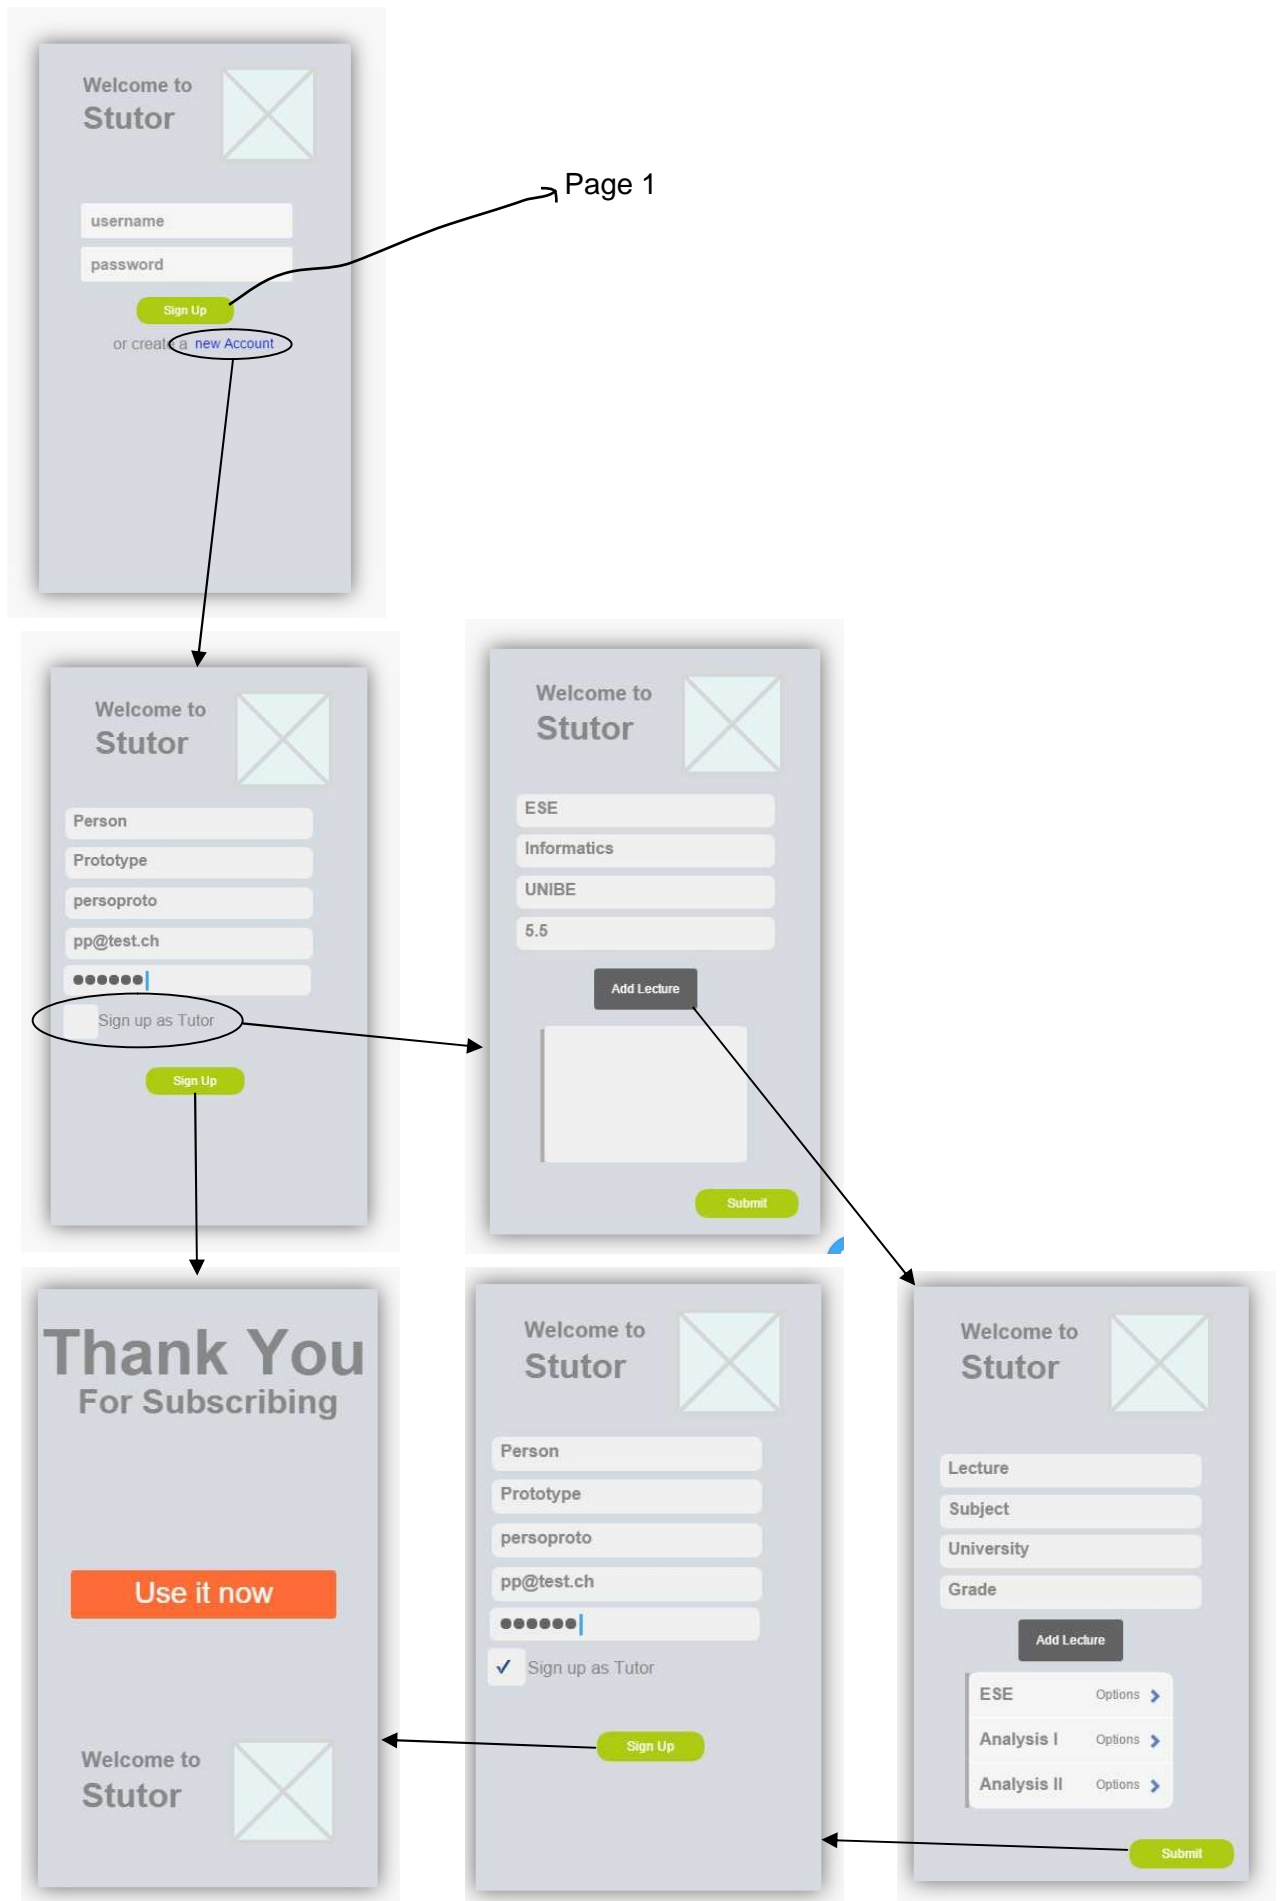 Welcome to
Stutor
Page 1
username
password
Sign Up
or create a new Account
Welcome to
Stutor
Person
Prototype
persoproto
pp@test.ch
Sign up as Tutor
Sign Up
Welcome to
Stutor
ESE
Informatics
UNIBE
5.5
Add Lecture
Submit
Thank You
For Subscribing
Use it now
Welcome to
Stutor
Welcome to
Stutor
Person
Prototype
persoproto
pp@test.ch
Sign up as Tutor
Sign Up
Welcome to
Stutor
Lecture
Subject
University
Grade
Add Lecture
ESE Options
Analysis I Options
Analysis II Options
Submit